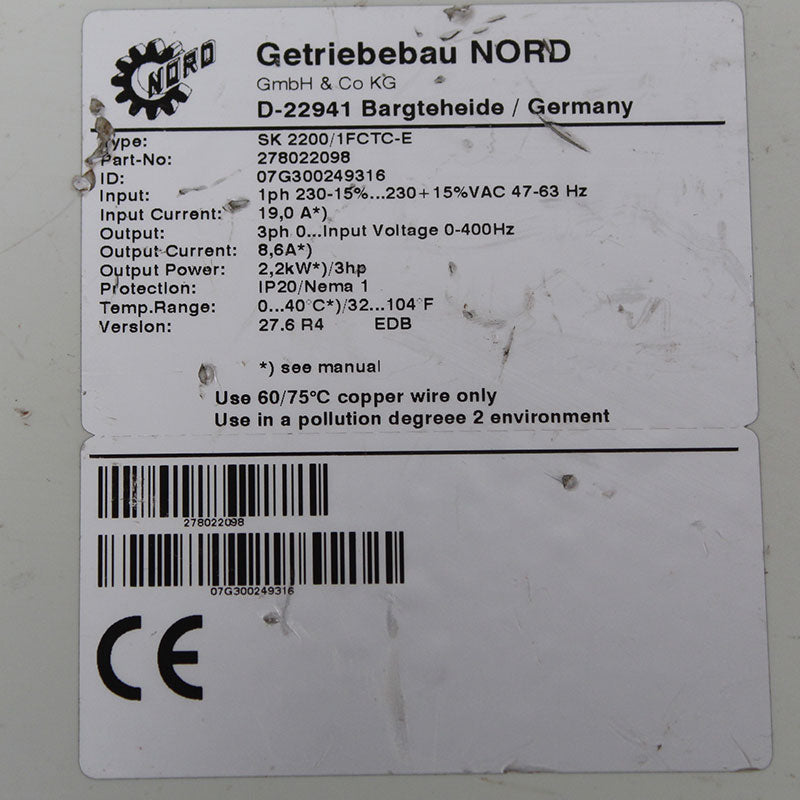 NORD
Getriebebau NORD
GmbH & Co KG
D-22941 Bargteheide / Germany
Type: SK 2200/1FCTC-E
Part-No: 278022098
ID: 07G300249316
Input: 1ph 230-15%...230+15%VAC 47-63 Hz
Input Current: 19,0 A*)
Output: 3ph 0...Input Voltage 0-400Hz
Output Current: 8,6A*)
Output Power: 2,2kW*)/3hp
Protection: IP20/Nema 1
Temp.Range: 0...40°C*)/32...104°F
Version: 27.6 R4 EDB
*) see manual
Use 60/75°C copper wire only
Use in a pollution degreee 2 environment
278022098
07G300249316
CE